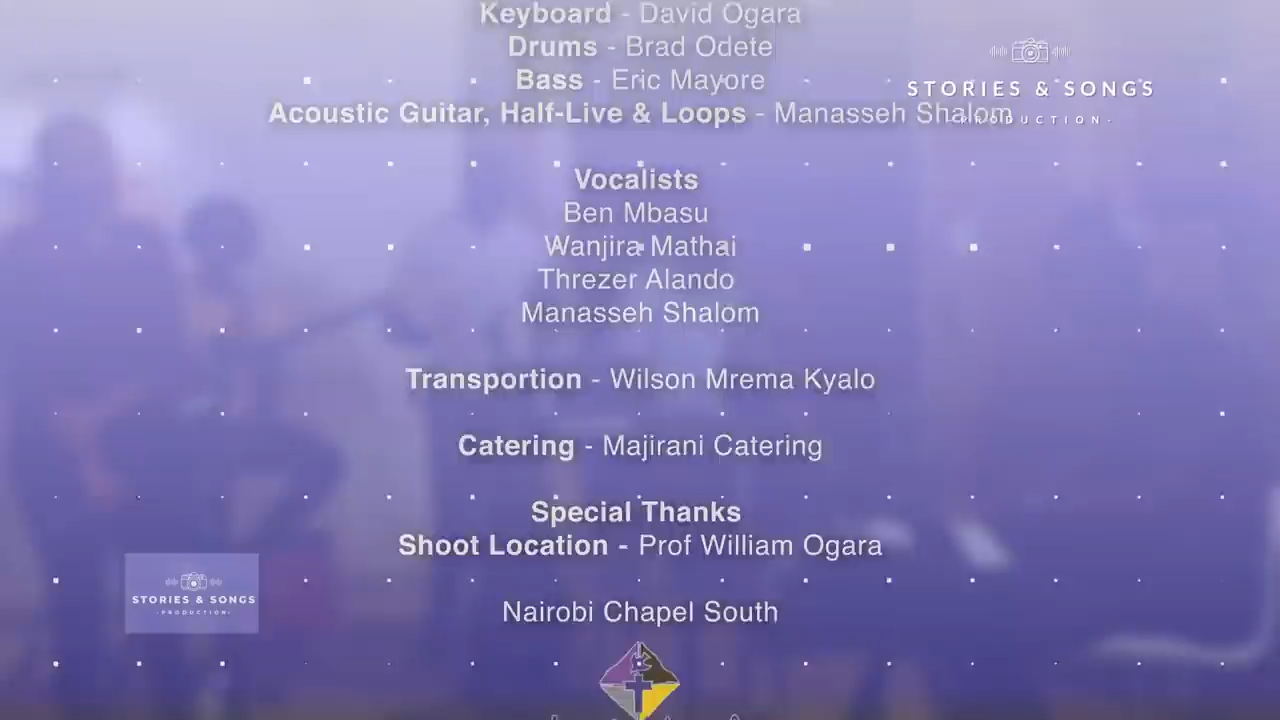 Keyboard - David Ogara
Drums - Brad Odete
Bass - Eric Mayore
STORIES & SONGS
Acoustic Guitar, Half-Live & Loops - Manasseh Shalom
·PRODUCTION·
Vocalists
Ben Mbasu
Wanjira Mathai
Threzer Alando
Manasseh Shalom
Transportion - Wilson Mrema Kyalo
Catering - Majirani Catering
Special Thanks
Shoot Location - Prof William Ogara
STORIES & SONGS
·PRODUCTION·
Nairobi Chapel South